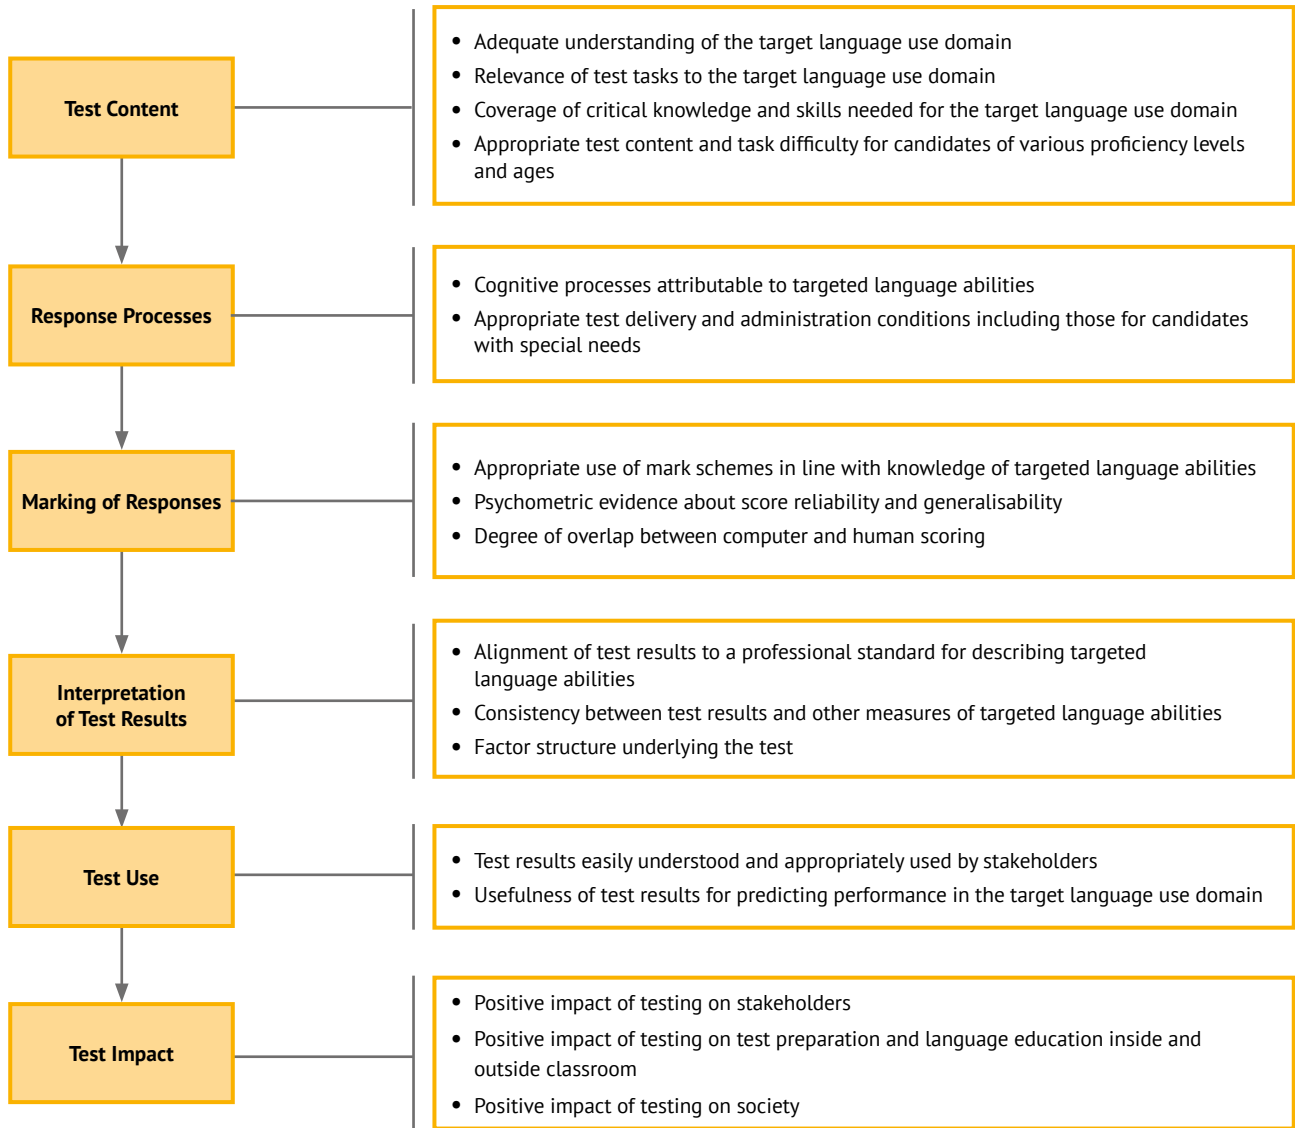 Test Content
• Adequate understanding of the target language use domain
• Relevance of test tasks to the target language use domain
• Coverage of critical knowledge and skills needed for the target language use domain
• Appropriate test content and task difficulty for candidates of various proficiency levels
and ages
Response Processes
• Cognitive processes attributable to targeted language abilities
• Appropriate test delivery and administration conditions including those for candidates
with special needs
Marking of Responses
• Appropriate use of mark schemes in line with knowledge of targeted language abilities
• Psychometric evidence about score reliability and generalisability
• Degree of overlap between computer and human scoring
Interpretation
of Test Results
• Alignment of test results to a professional standard for describing targeted
language abilities
• Consistency between test results and other measures of targeted language abilities
• Factor structure underlying the test
Test Use
• Test results easily understood and appropriately used by stakeholders
• Usefulness of test results for predicting performance in the target language use domain
Test Impact
• Positive impact of testing on stakeholders
• Positive impact of testing on test preparation and language education inside and
outside classroom
• Positive impact of testing on society